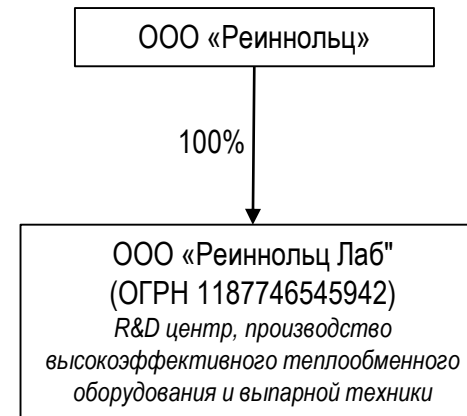 ООО «Реиннольц»
100%
ООО «Реиннольц Лаб"
(ОГРН 1187746545942)
R&D центр, производство
высокоэффективного теплообменного
оборудования и выпарной техники